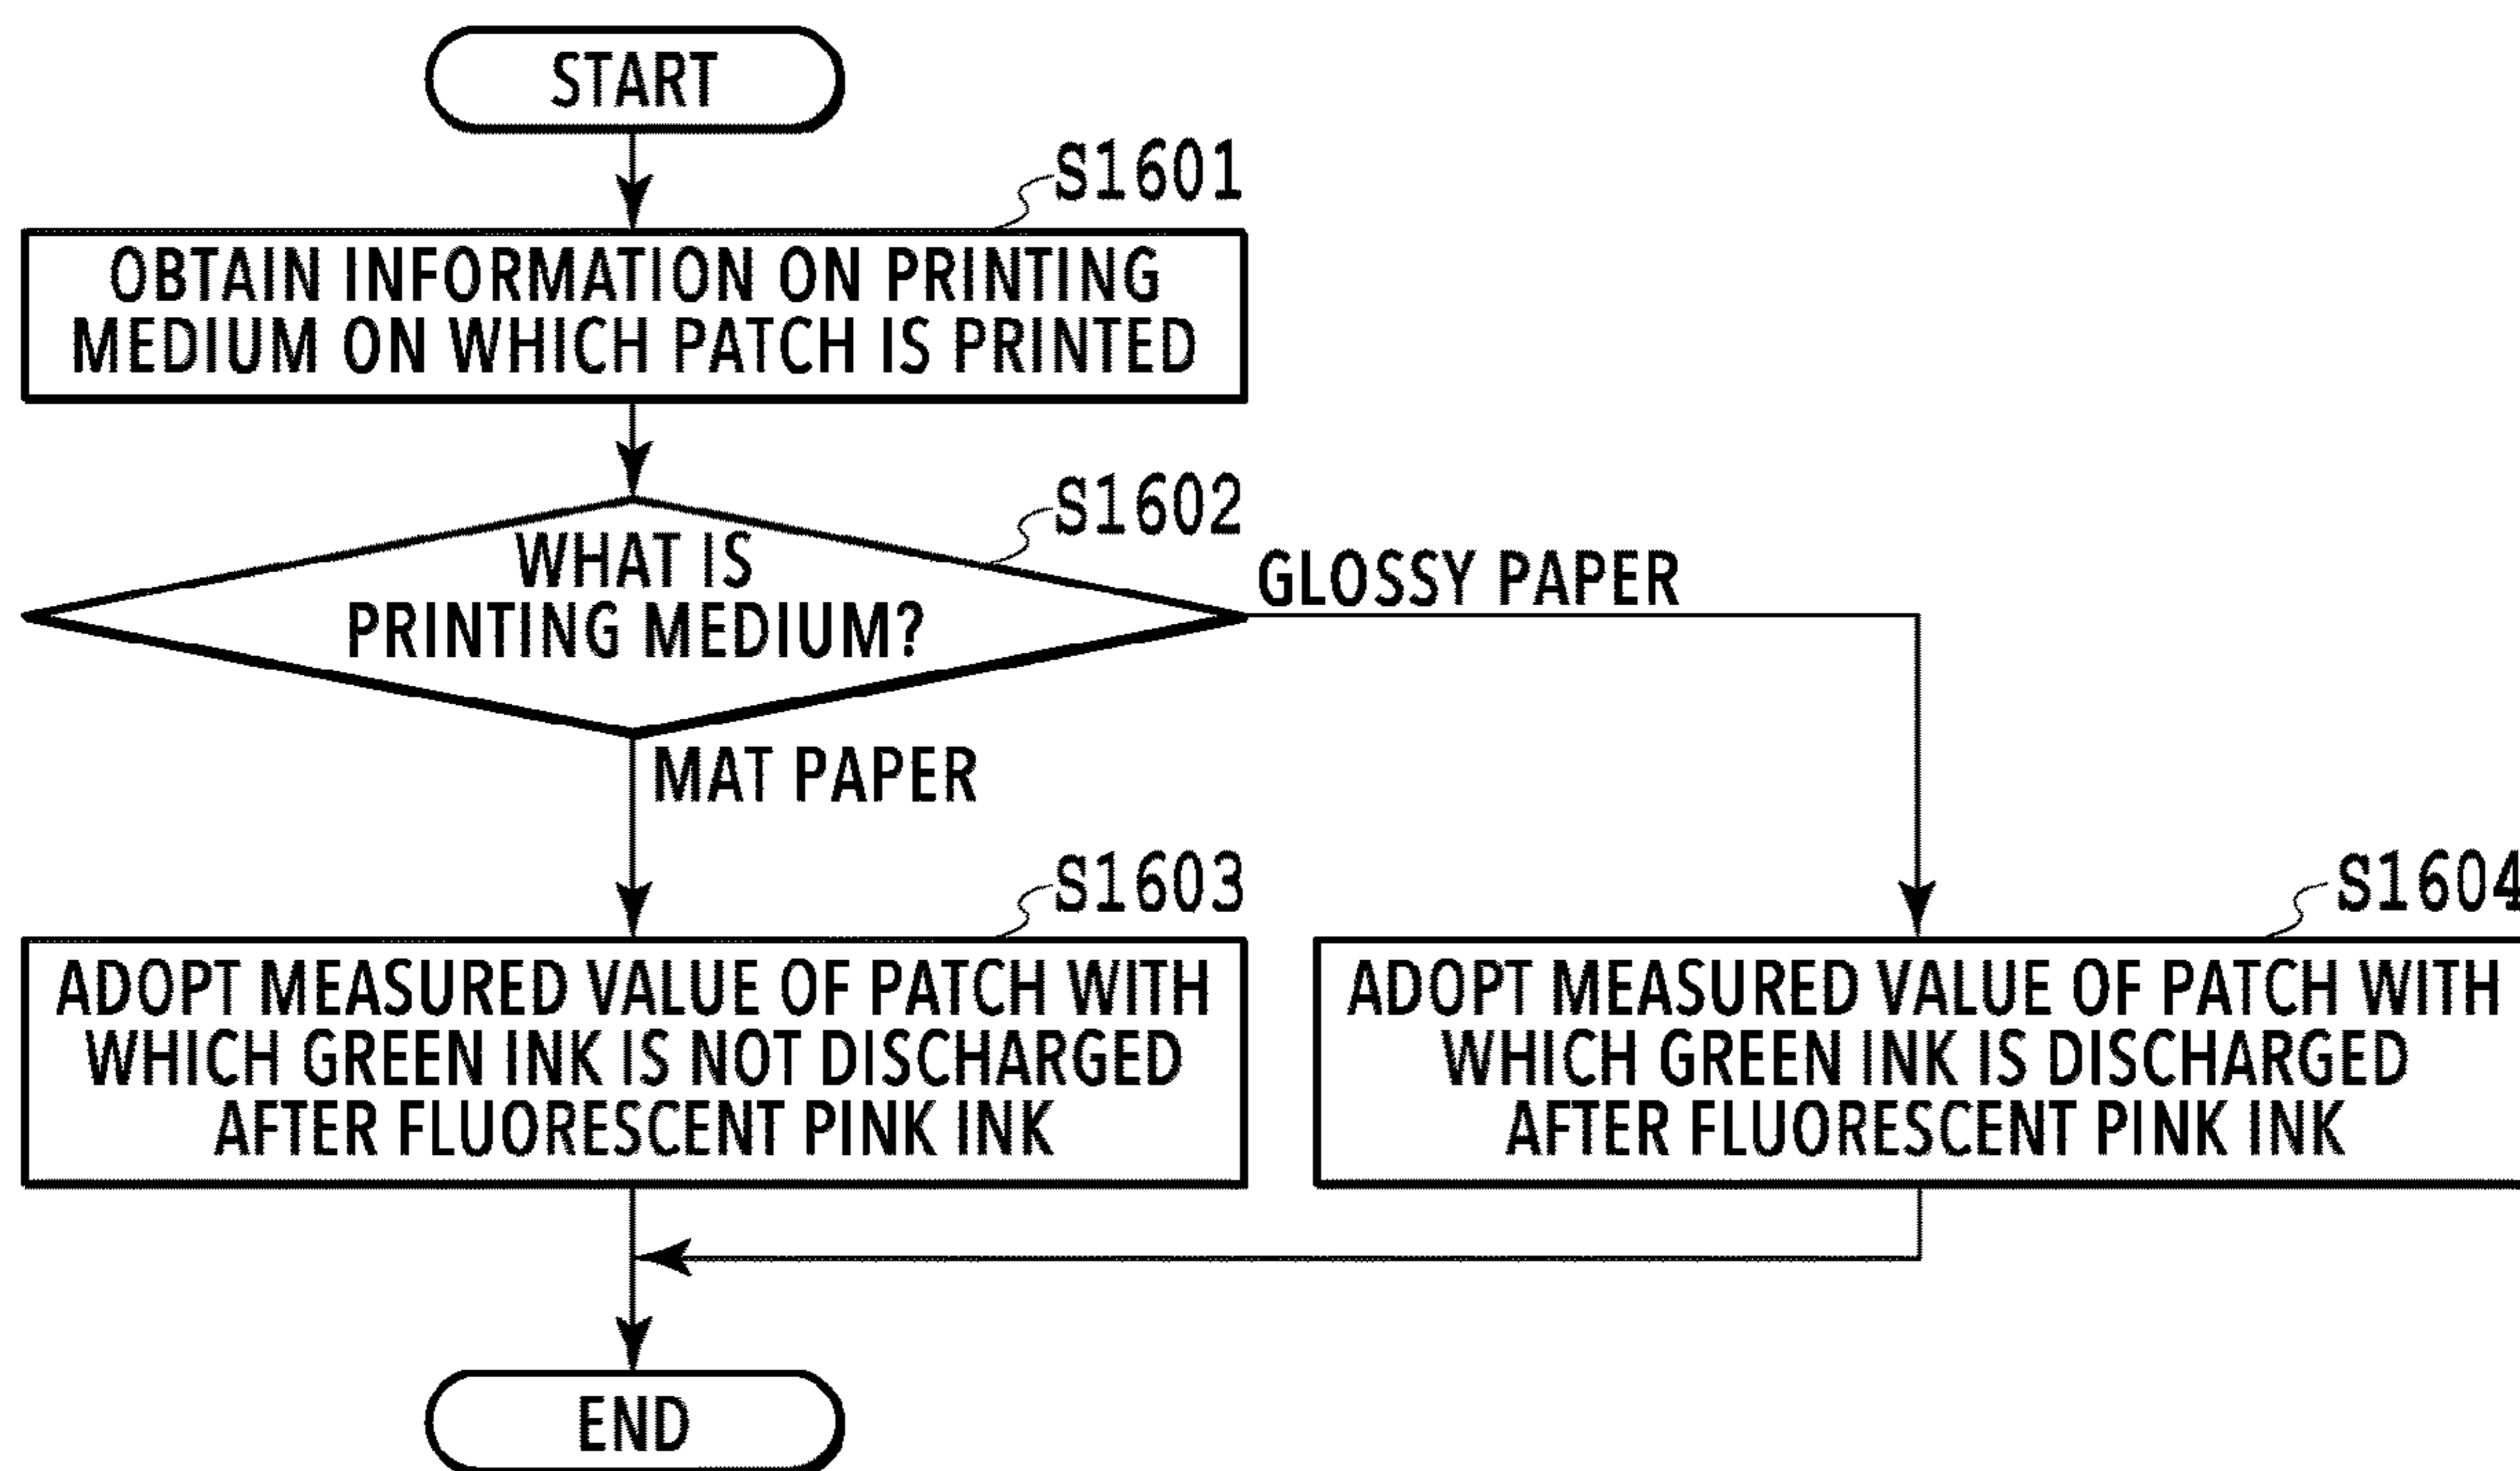 START
S1601
OBTAIN INFORMATION ON PRINTING
MEDIUM ON WHICH PATCH IS PRINTED
S1602
WHAT IS
PRINTING MEDIUM?
GLOSSY PAPER
MAT PAPER
S1603
ADOPT MEASURED VALUE OF PATCH WITH
WHICH GREEN INK IS NOT DISCHARGED
AFTER FLUORESCENT PINK INK
S1604
ADOPT MEASURED VALUE OF PATCH WITH
WHICH GREEN INK IS DISCHARGED
AFTER FLUORESCENT PINK INK
END